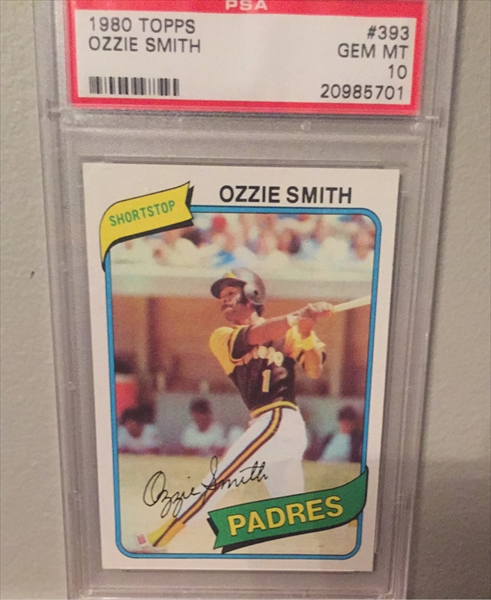 PSA
1980 TOPPS #393
OZZIE SMITH GEM MT
10
20985701
SHORTSTOP
OZZIE SMITH
Ozzie Smith
PADRES